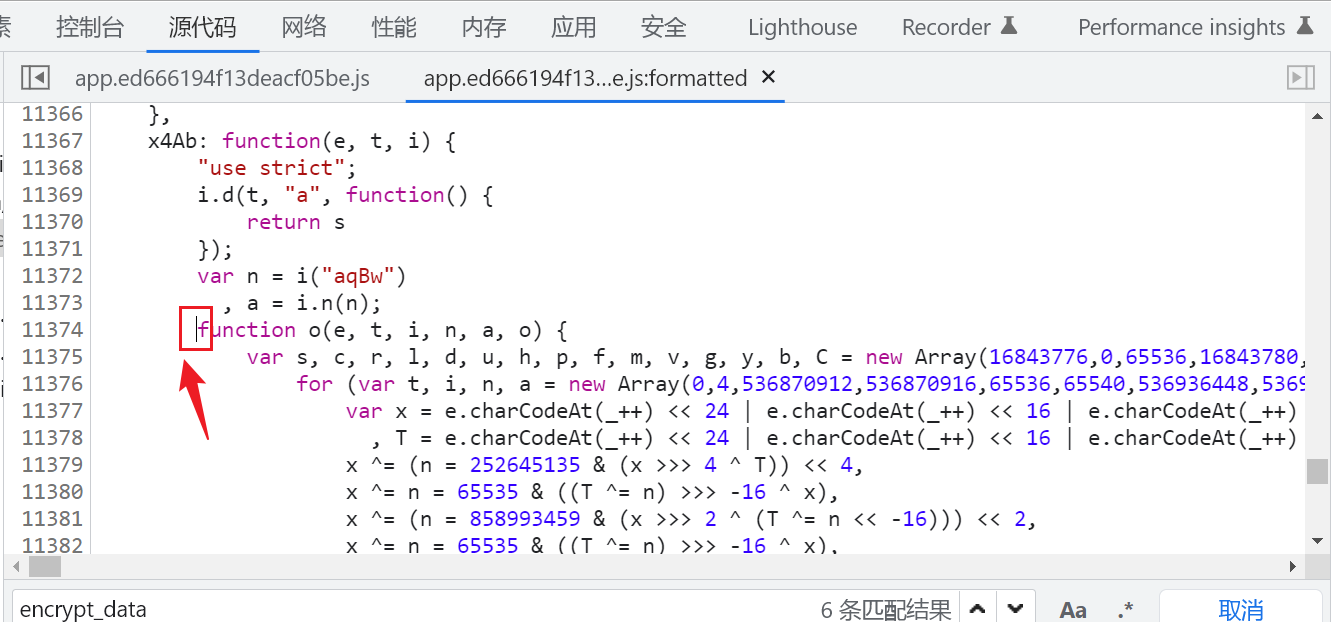 素 控制台 源代码 网络 性能 内存 应用 安全 Lighthouse Recorder Performance insights
app.ed666194f13deacf05be.js app.ed666194f13...e.js:formatted ×
11366 },
11367 x4Ab: function(e, t, i) {
11368 "use strict";
11369 i.d(t, "a", function() {
11370 return s
11371 });
11372 var n = i("aqBw")
11373 , a = i.n(n);
11374 function o(e, t, i, n, a, o) {
11375 var s, c, r, l, d, u, h, p, f, m, v, g, y, b, C = new Array(16843776,0,65536,16843780,
11376 for (var t, i, n, a = new Array(0,4,536870912,536870916,65536,65540,536936448,5369
11377 var x = e.charCodeAt(_++) << 24 | e.charCodeAt(_++) << 16 | e.charCodeAt(_++)
11378 , T = e.charCodeAt(_++) << 24 | e.charCodeAt(_++) << 16 | e.charCodeAt(_++)
11379 x ^= (n = 252645135 & (x >>> 4 ^ T)) << 4,
11380 x ^= n = 65535 & ((T ^= n) >>> -16 ^ x),
11381 x ^= (n = 858993459 & (x >>> 2 ^ (T ^= n << -16))) << 2,
11382 x ^= n = 65535 & ((T ^= n) >>> -16 ^ x),
encrypt_data 6 条匹配结果 Aa .* 取消